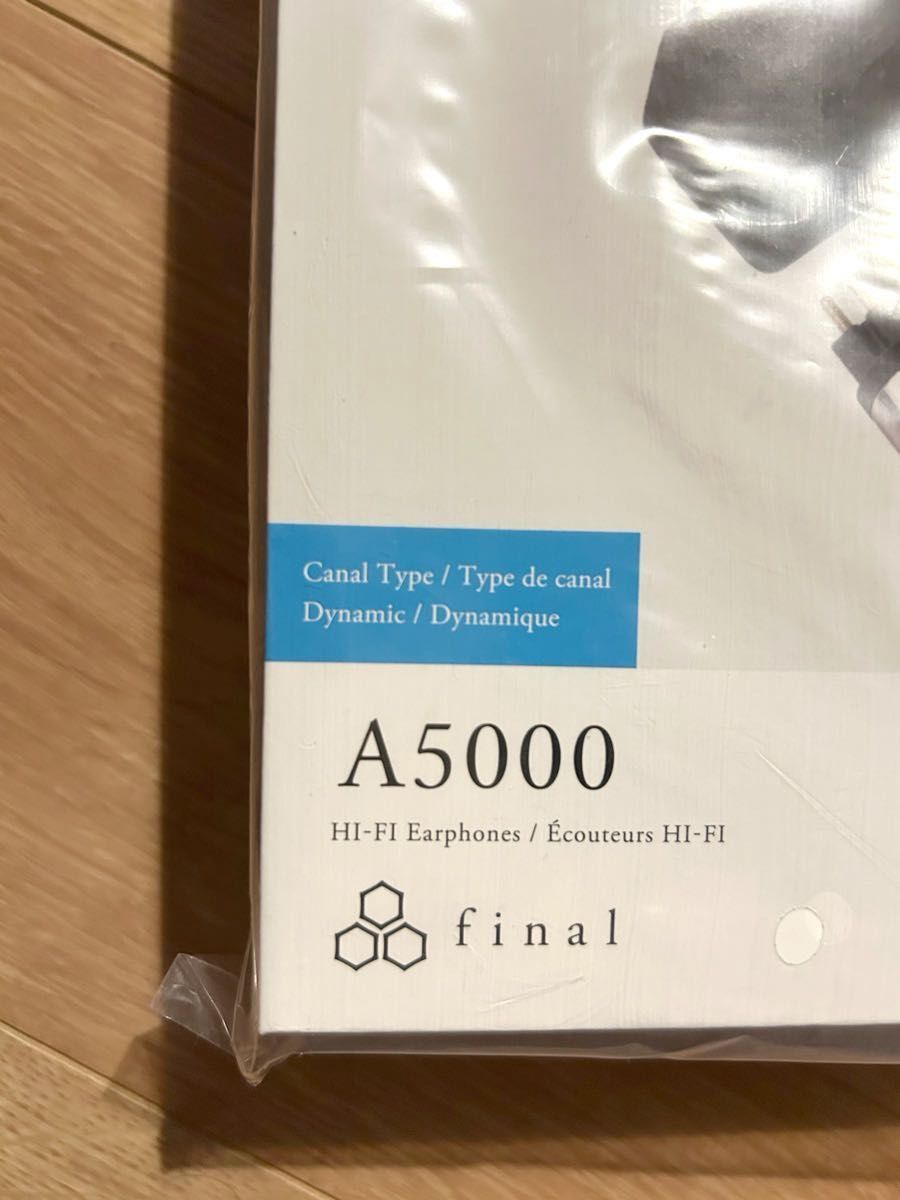 Canal Type / Type de canal
Dynamic / Dynamique
A5000
HI-FI Earphones / Écouteurs HI-FI
final